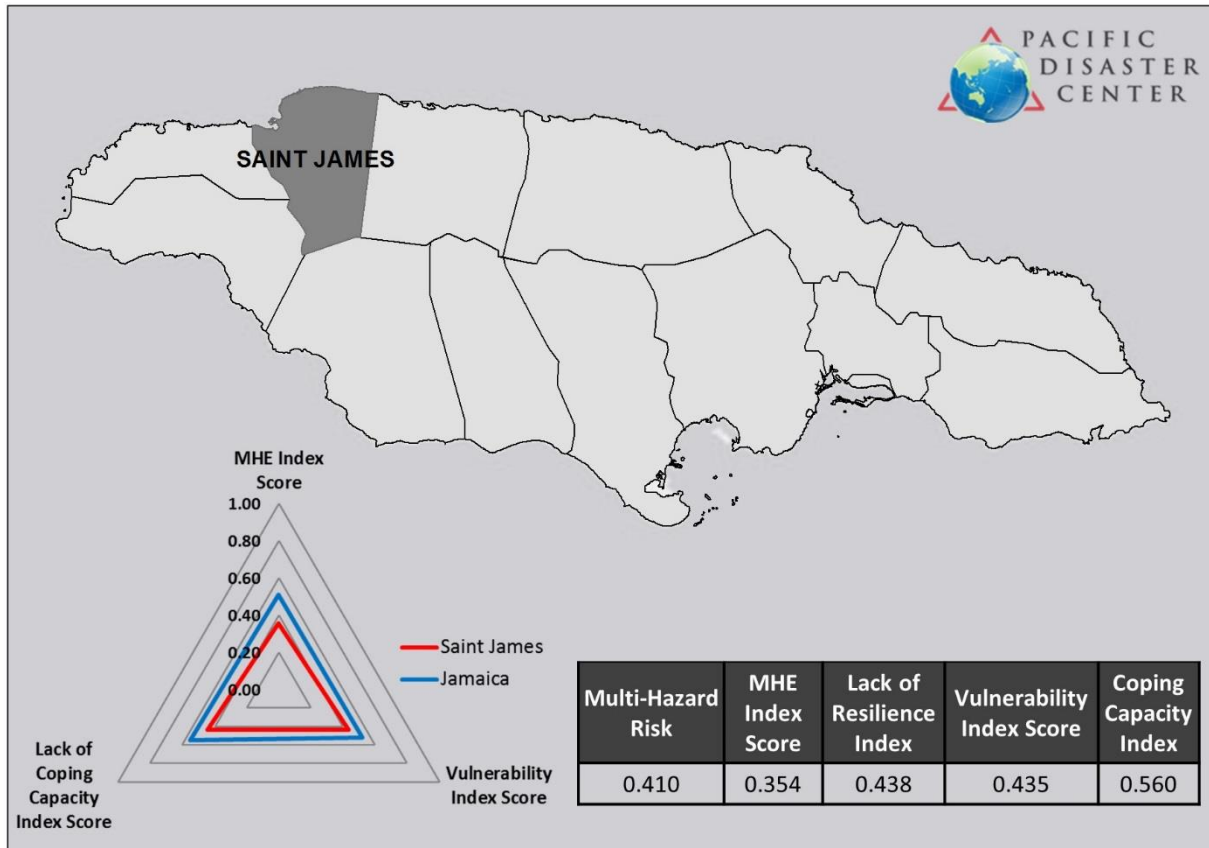 PACIFIC
DISASTER
CENTER
SAINT JAMES
MHE Index
Score
1.00
0.80
0.60
0.40
0.20
0.00
Saint James
Jamaica
Lack of
Coping
Capacity
Index Score
Vulnerability
Index Score
Multi-Hazard
Risk
MHE
Index
Score
Lack of
Resilience
Index
Vulnerability
Index Score
Coping
Capacity
Index
0.410
0.354
0.438
0.435
0.560